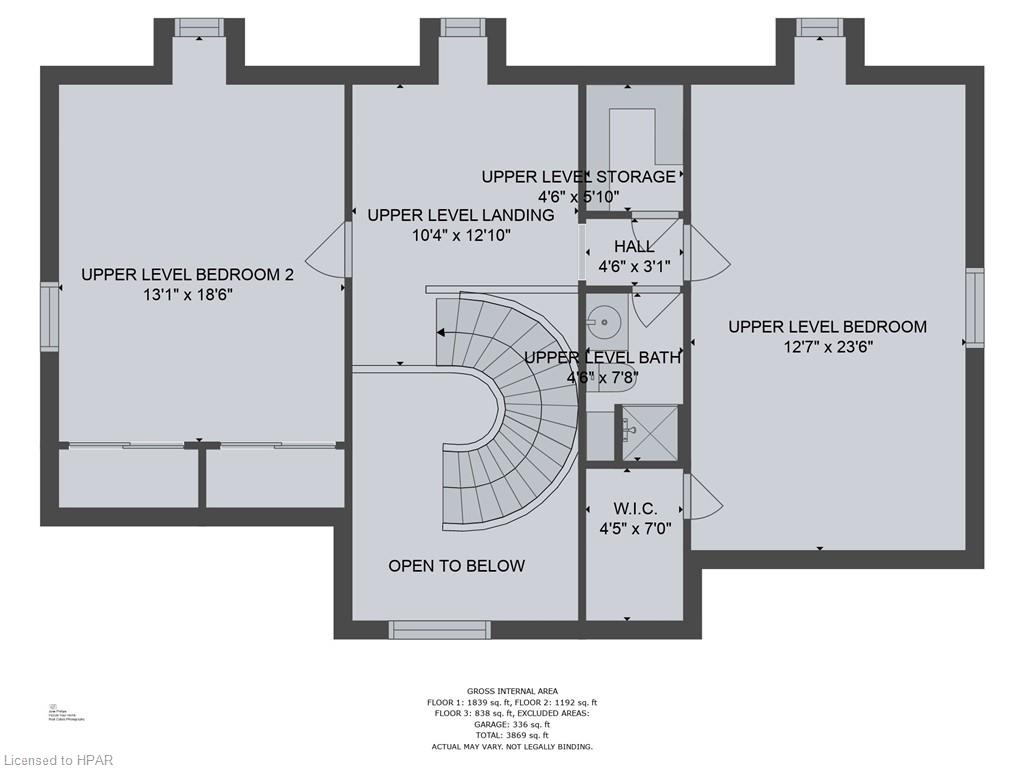 UPPER LEVEL STORAGE
4'6" x 5'10"
UPPER LEVEL LANDING
10'4" x 12'10"
HALL
4'6" x 3'1"
UPPER LEVEL BEDROOM 2
13'1" x 18'6"
UPPER LEVEL BEDROOM
12'7" x 23'6"
UPPER LEVEL BATH
4'6" x 7'8"
W.I.C.
4'5" x 7'0"
OPEN TO BELOW
GROSS INTERNAL AREA
FLOOR 1: 1839 sq. ft, FLOOR 2: 1192 sq. ft
FLOOR 3: 838 sq. ft, EXCLUDED AREAS:
GARAGE: 336 sq. ft
TOTAL: 3869 sq. ft
ACTUAL MAY VARY. NOT LEGALLY BINDING.
Licensed to HPAR